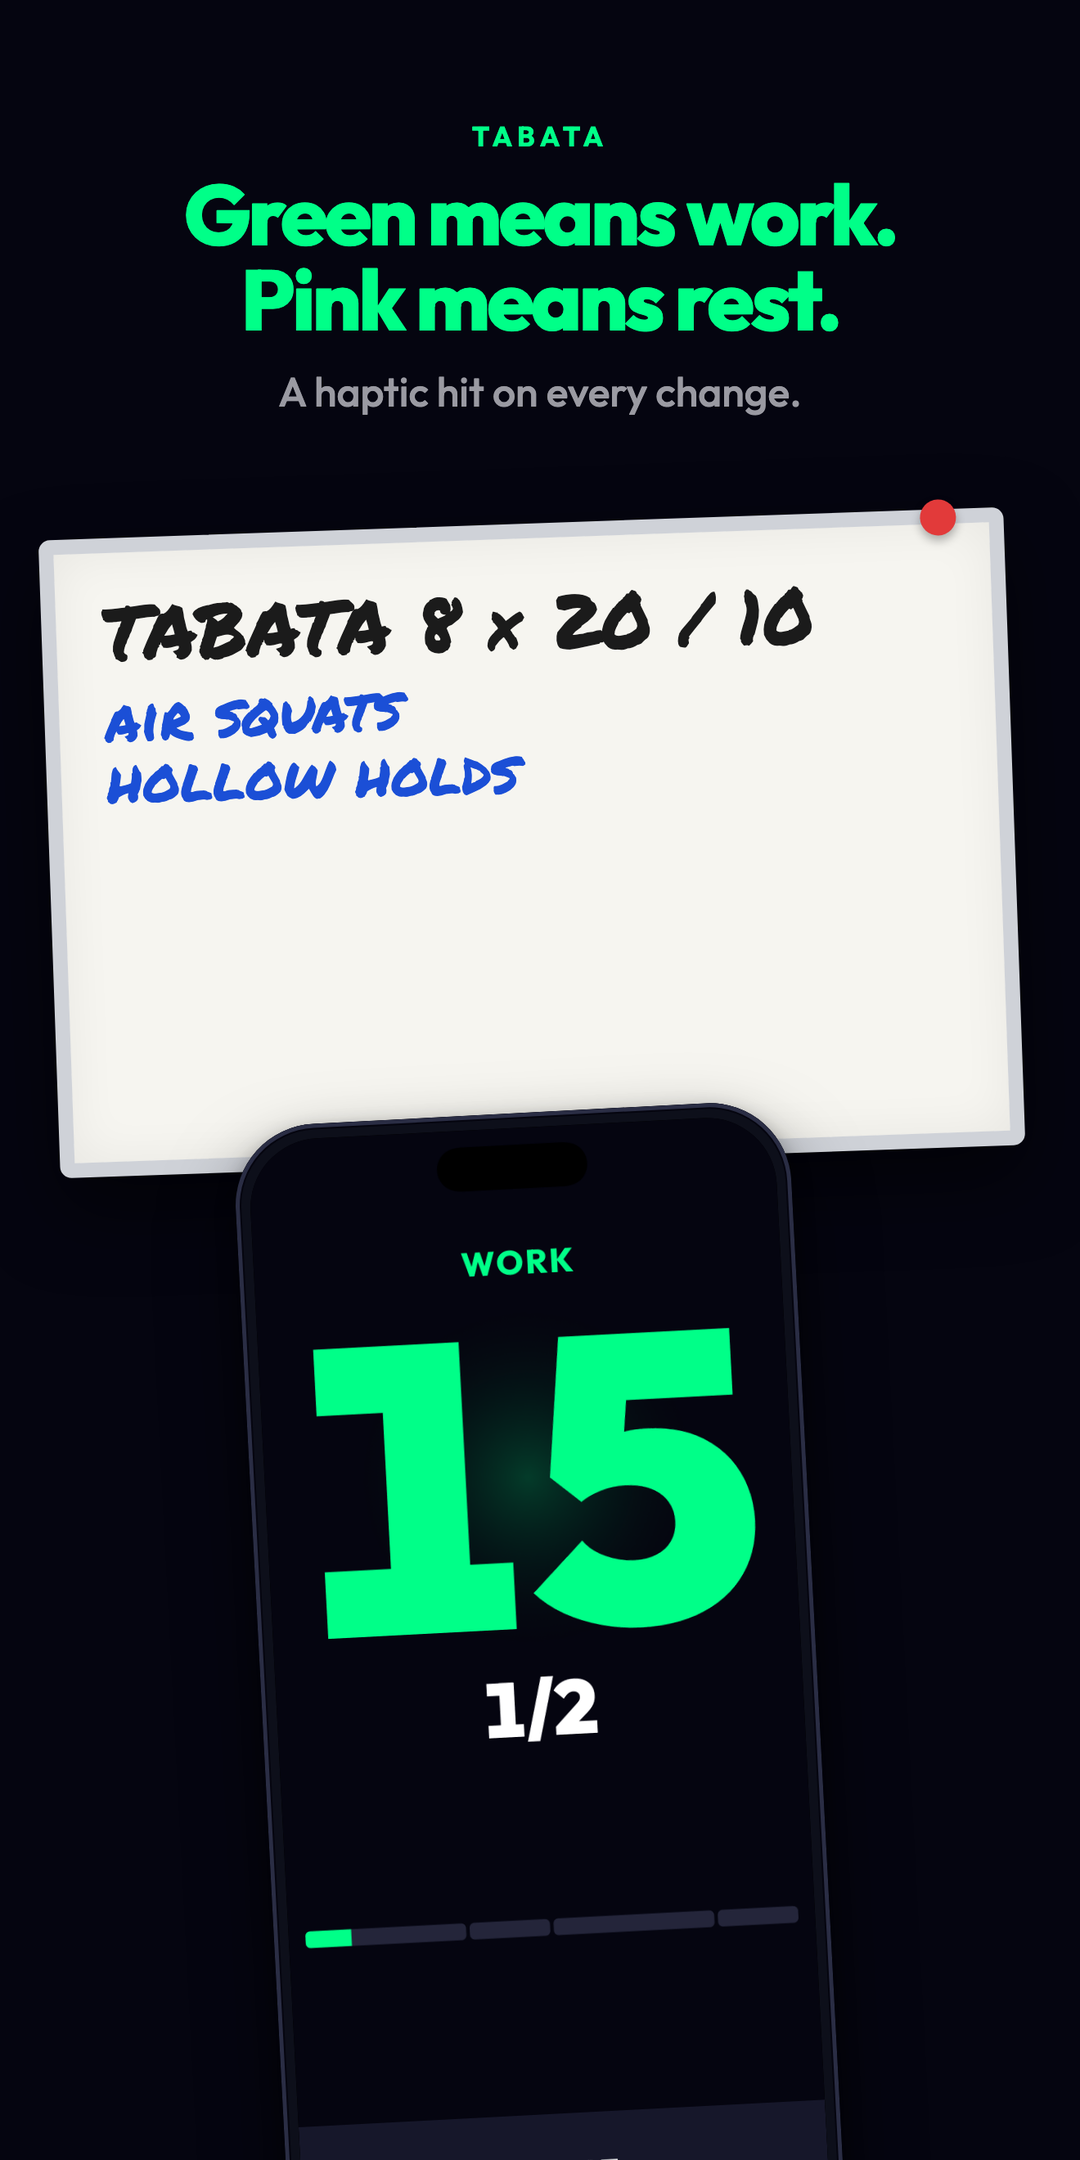 TABATA
Green means work.
Pink means rest.
A haptic hit on every change.
TABATA 8 x 20 / 10
AIR SQUATS
HOLLOW HOLDS
WORK
15
1/2